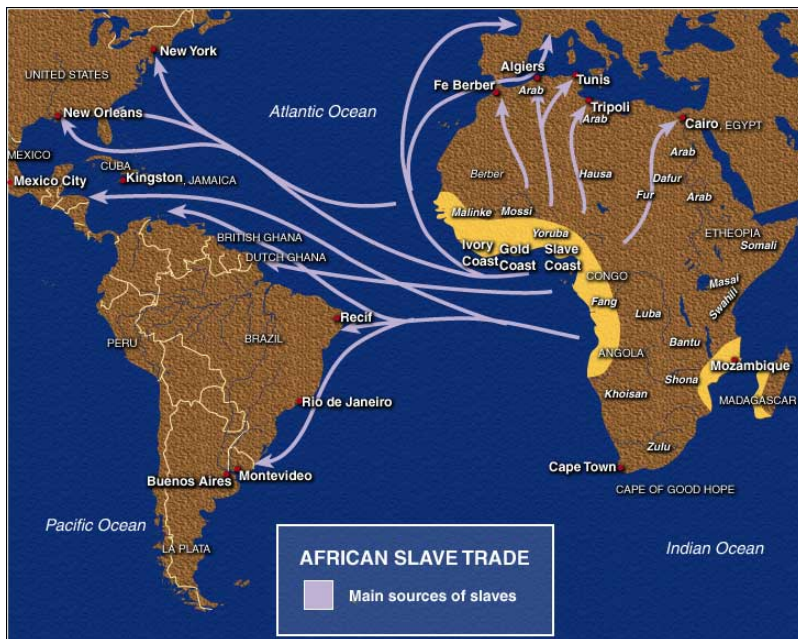 New York
UNITED STATES
New Orleans
Atlantic Ocean
MEXICO
Mexico City
CUBA
Kingston, JAMAICA
BRITISH GHANA
DUTCH GHANA
PERU
BRAZIL
Recif
Rio de Janeiro
Buenos Aires
Montevideo
Pacific Ocean
LA PLATA
Algiers
Fe Berber
Arab
Tunis
Tripoli
Arab
Cairo, EGYPT
Arab
Berber
Hausa
Dafur
Fur
Arab
Malinke
Mossi
Yoruba
ETHEOPIA
Somali
Ivory
Coast
Gold
Coast
Slave
Coast
CONGO
Fang
Luba
Masai
Swahili
Bantu
ANGOLA
Mozambique
Shona
Khoisan
MADAGASCAR
Zulu
Cape Town
CAPE OF GOOD HOPE
Indian Ocean
AFRICAN SLAVE TRADE
Main sources of slaves